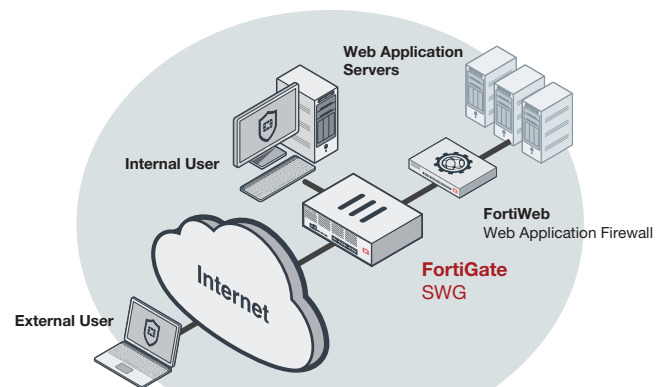 Web Application
Servers
Internal User
FortiWeb
Web Application Firewall
FortiGate
SWG
Internet
External User